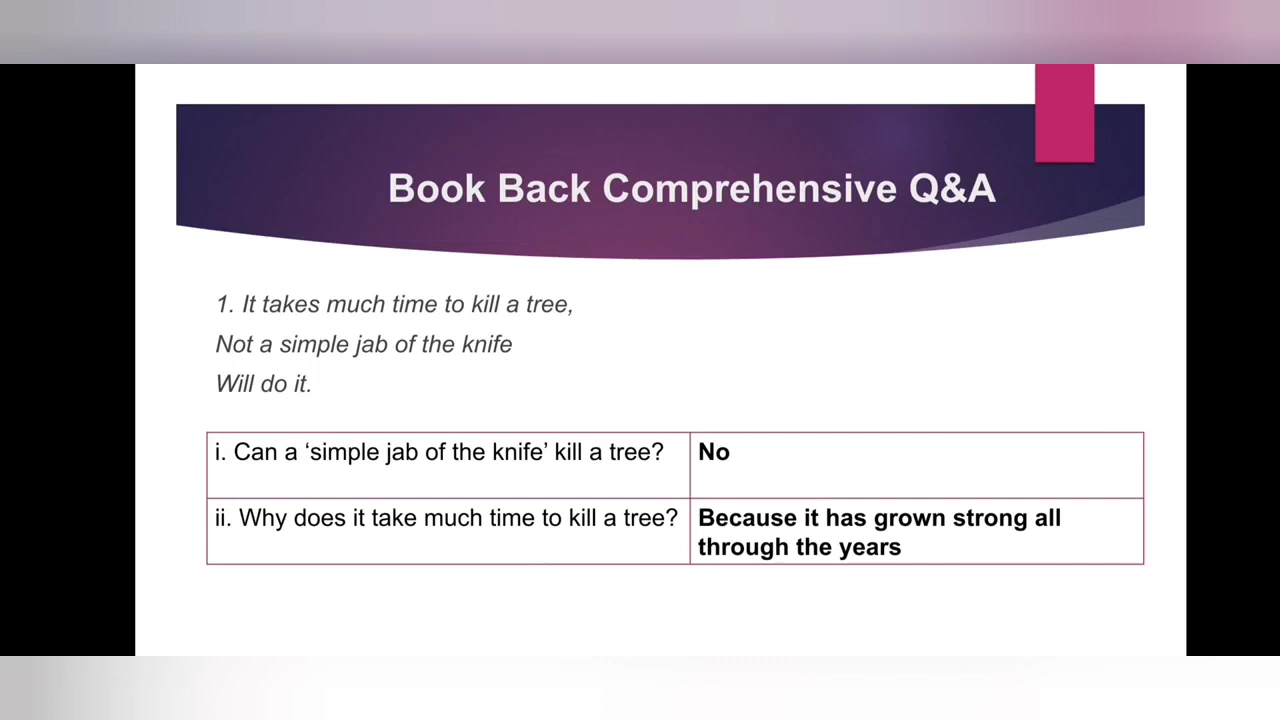 Book Back Comprehensive Q&A
1. It takes much time to kill a tree,
Not a simple jab of the knife
Will do it.
i. Can a ‘simple jab of the knife’ kill a tree?
No
ii. Why does it take much time to kill a tree?
Because it has grown strong all
through the years